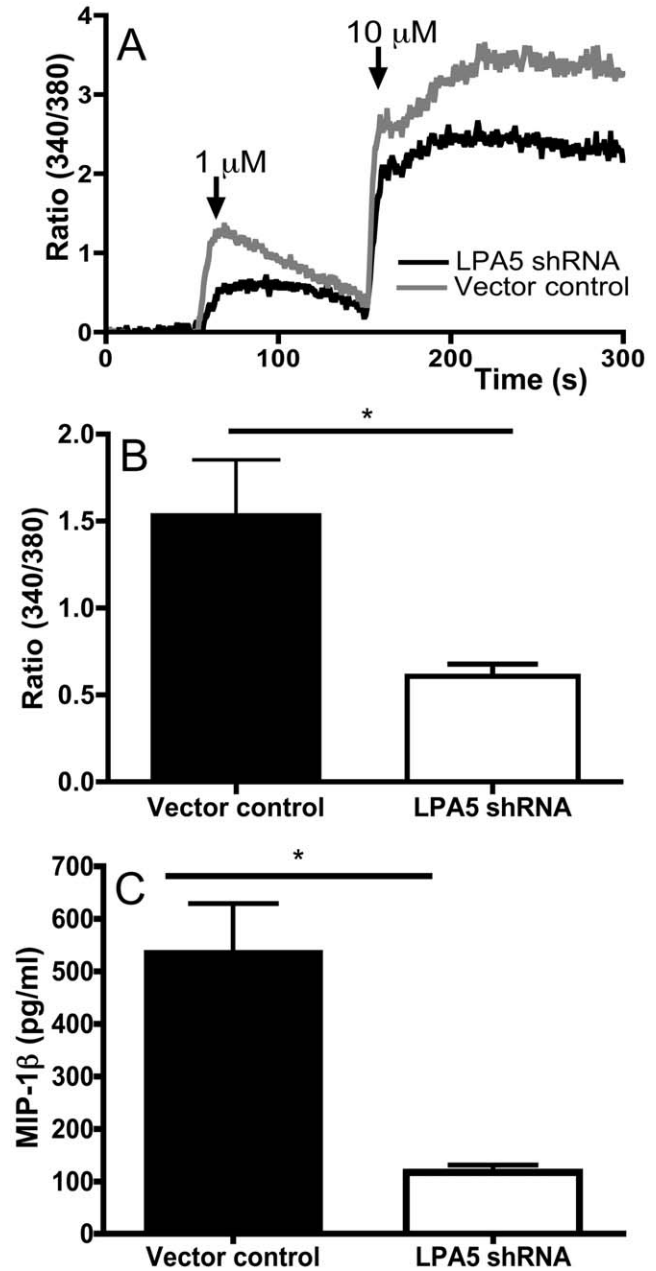 A
4
3
2
1
0
Ratio (340/380)
1 μM
10 μM
LPA5 shRNA
Vector control
0
100
200
300
Time (s)
B
*
2.0
1.5
1.0
0.5
0.0
Ratio (340/380)
Vector control
LPA5 shRNA
C
*
700
600
500
400
300
200
100
0
MIP-1β (pg/ml)
Vector control
LPA5 shRNA